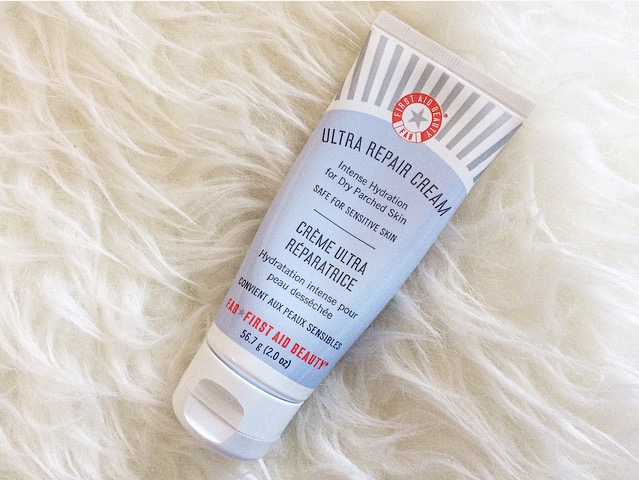 FIRST AID BEAUTY
FAB
ULTRA REPAIR CREAM
Intense Hydration
for Dry Parched Skin
SAFE FOR SENSITIVE SKIN
CRÈME ULTRA
RÉPARATRICE
Hydratation intense pour
peau desséchée
CONVIENT AUX PEAUX SENSIBLES
FAB FIRST AID BEAUTY®
56.7 g (2.0 oz)